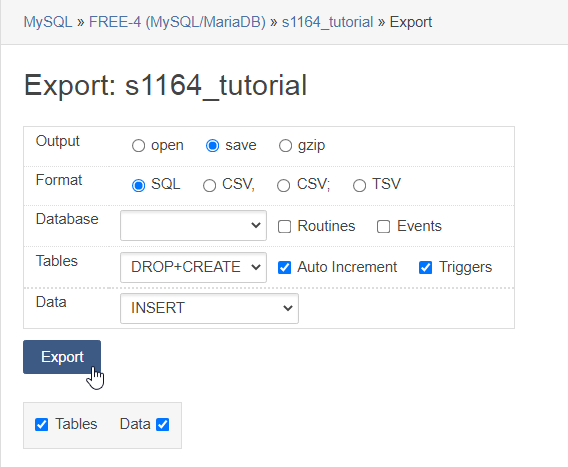 MySQL » FREE-4 (MySQL/MariaDB) » s1164_tutorial » Export
Export: s1164_tutorial
Output open save gzip
Format SQL CSV, CSV; TSV
Database Routines Events
Tables DROP+CREATE Auto Increment Triggers
Data INSERT
Export
Tables Data